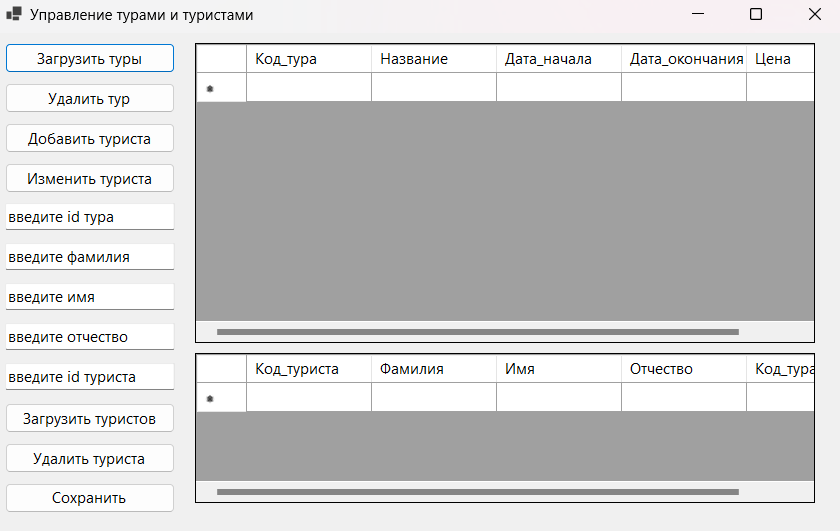 Управление турами и туристами
Загрузить туры
Удалить тур
Добавить туриста
Изменить туриста
введите id тура
введите фамилия
введите имя
введите отчество
введите id туриста
Загрузить туристов
Удалить туриста
Сохранить
Код_тура Название Дата_начала Дата_окончания Цена
Код_туриста Фамилия Имя Отчество Код_тура